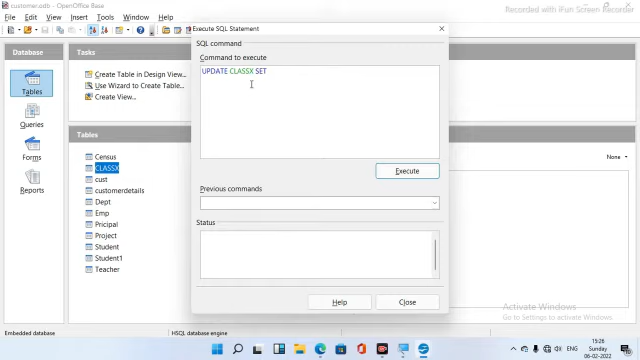 customer.odb - OpenOffice Base
Recorded with iFun Screen Recorder
File Edit View Insert Tools Window Help
Execute SQL Statement
Database
Tasks
SQL command
Command to execute
UPDATE CLASSX SET
Create Table in Design View...
Use Wizard to Create Table...
Create View...
Tables
Queries
Forms
Reports
Tables
None
Census
CLASSX
cust
customerdetails
Dept
Emp
Pricipal
Project
Student
Student1
Teacher
Execute
Previous commands
Status
Help
Close
Activate Windows
Go to Settings to activate Windows.
Embedded database
HSQL database engine
ENG
15:26
Sunday
06-02-2022